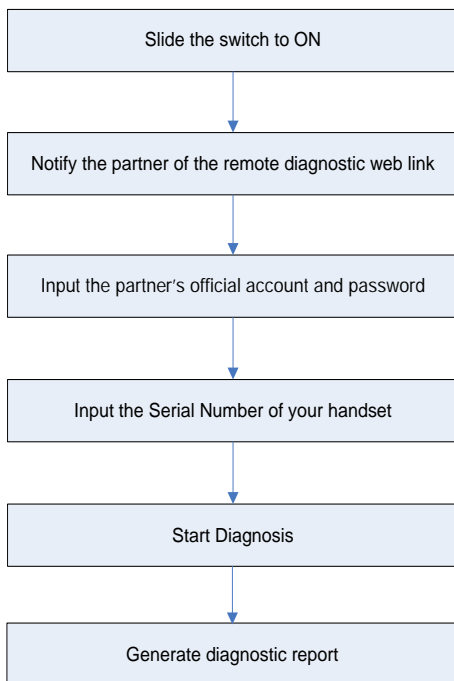 Slide the switch to ON
Notify the partner of the remote diagnostic web link
Input the partner's official account and password
Input the Serial Number of your handset
Start Diagnosis
Generate diagnostic report